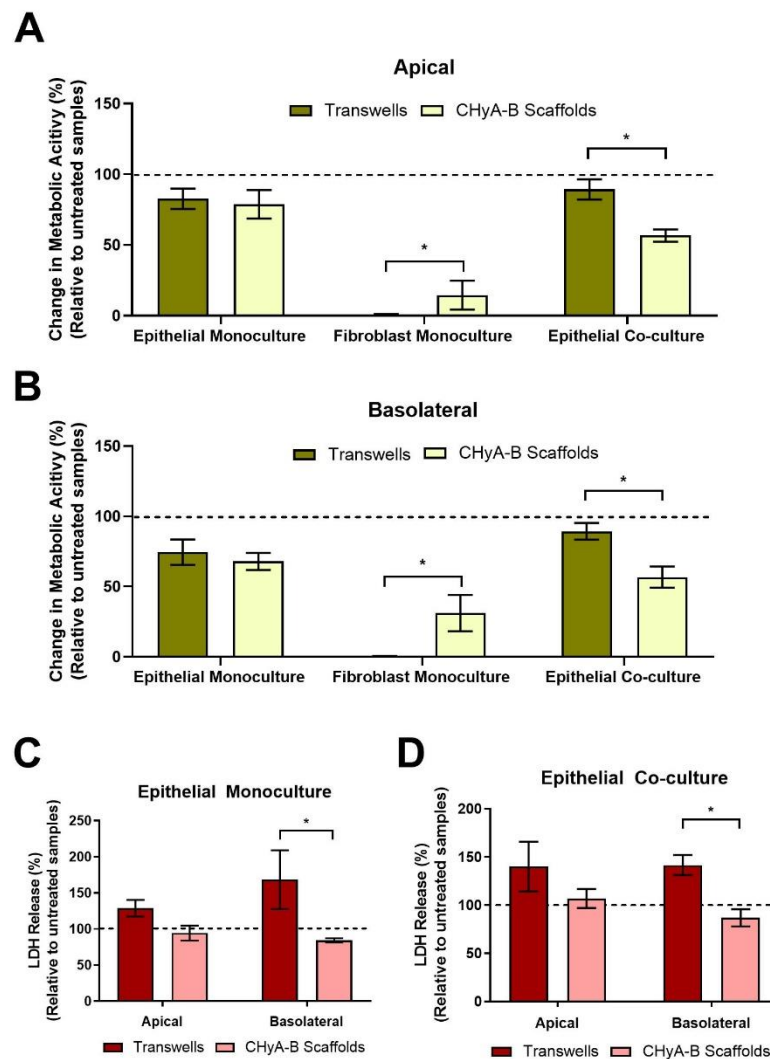 A
Apical
Transwells CHyA-B Scaffolds
Change in Metabolic Acitivy (%)
(Relative to untreated samples)
150
100
50
0
*
*
Epithelial Monoculture Fibroblast Monoculture Epithelial Co-culture
B
Basolateral
Transwells CHyA-B Scaffolds
Change in Metabolic Acitivy (%)
(Relative to untreated samples)
150
100
50
0
*
*
Epithelial Monoculture Fibroblast Monoculture Epithelial Co-culture
C
Epithelial Monoculture
LDH Release (%)
(Relative to untreated samples)
250
200
150
100
50
0
*
Apical Basolateral
Transwells CHyA-B Scaffolds
D
Epithelial Co-culture
LDH Release (%)
(Relative to untreated samples)
200
150
100
50
0
*
Apical Basolateral
Transwells CHyA-B Scaffolds